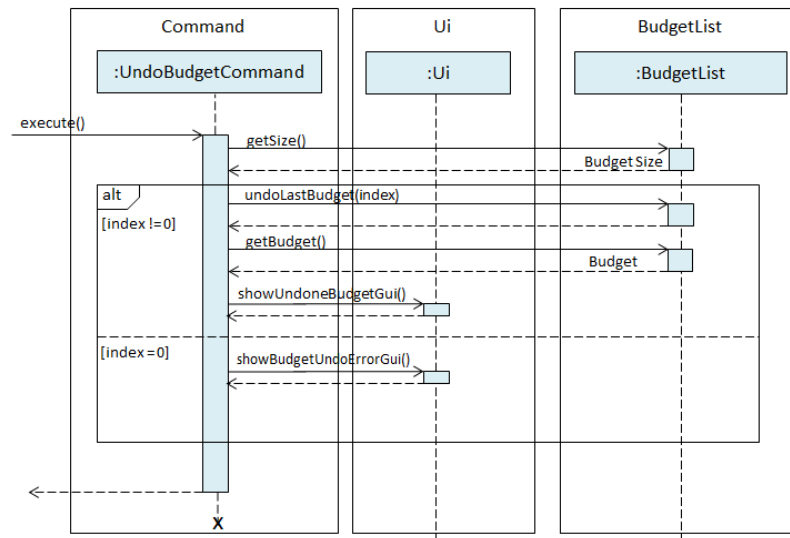 Command
Ui
BudgetList
:UndoBudgetCommand
:Ui
:BudgetList
execute()
getSize()
Budget Size
alt
undoLastBudget(index)
[index !=0]
getBudget()
Budget
showUndoneBudgetGui()
[index =0]
showBudgetUndoErrorGui()
X